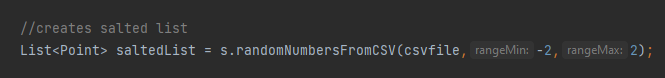 //creates salted list
List<Point> saltedList = s.randomNumbersFromCSV(csvfile, rangeMin: -2, rangeMax: 2);